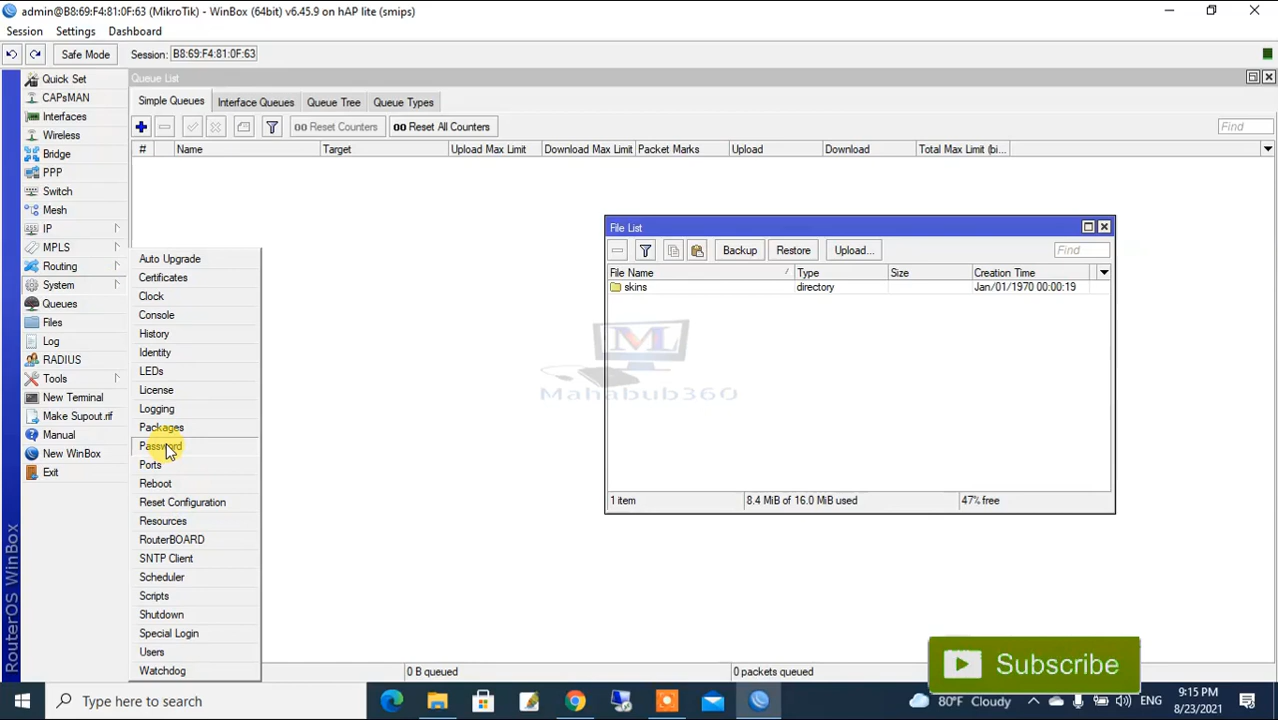 admin@B8:69:F4:81:0F:63 (MikroTik) - WinBox (64bit) v6.45.9 on hAP lite (smips)
Session Settings Dashboard
Safe Mode Session: B8:69:F4:81:0F:63
Quick Set
CAPsMAN
Interfaces
Wireless
Bridge
PPP
Switch
Mesh
IP
MPLS
Routing
System
Queues
Files
Log
RADIUS
Tools
New Terminal
Make Supout.rif
Manual
New WinBox
Exit
RouterOS WinBox
Auto Upgrade
Certificates
Clock
Console
History
Identity
LEDs
License
Logging
Packages
Password
Ports
Reboot
Reset Configuration
Resources
RouterBOARD
SNTP Client
Scheduler
Scripts
Shutdown
Special Login
Users
Watchdog
Queue List
Simple Queues Interface Queues Queue Tree Queue Types
00 Reset Counters 00 Reset All Counters Find
# Name Target Upload Max Limit Download Max Limit Packet Marks Upload Download Total Max Limit (bi...
File List
Backup Restore Upload... Find
File Name Type Size Creation Time
skins directory Jan/01/1970 00:00:19
1 item 8.4 MiB of 16.0 MiB used 47% free
M
Mahabub360
0 B queued 0 packets queued
Subscribe
Type here to search
80°F Cloudy ENG 9:15 PM
8/23/2021